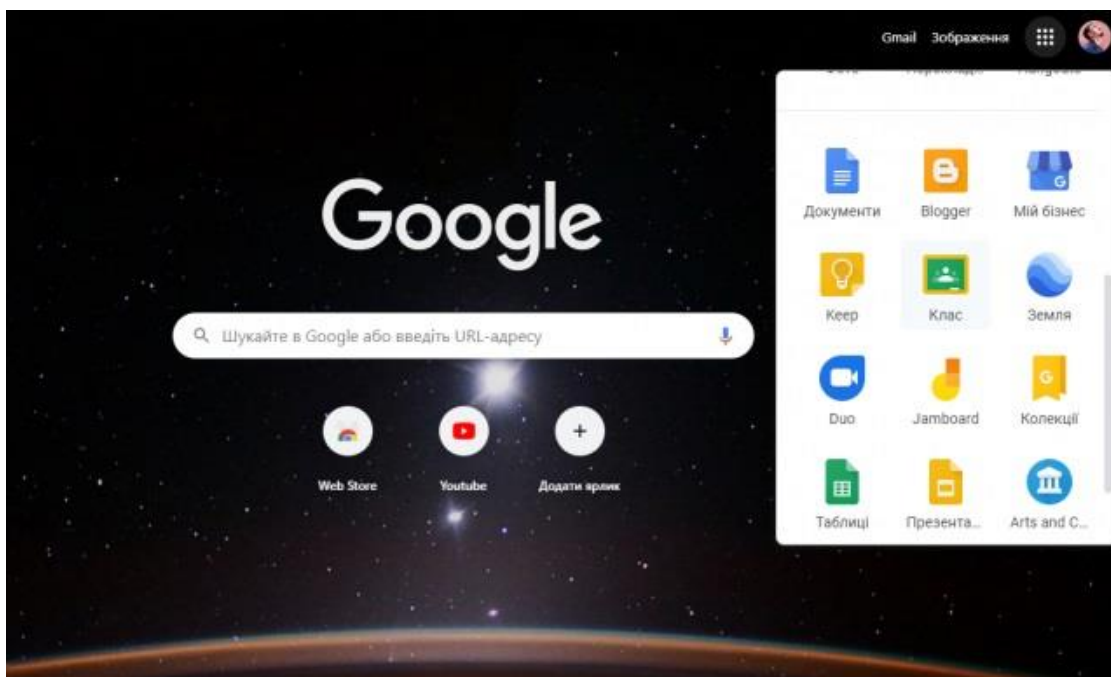 Gmail Зображення
Google
Шукайте в Google або введіть URL-адресу
Web Store Youtube Додати ярлик
Документи Blogger Мій бізнес
Keep Клас Земля
Duo Jamboard Колекції
Таблиці Презента... Arts and C...